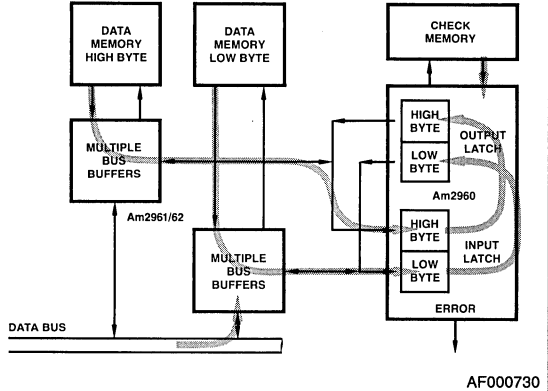 DATA
MEMORY
HIGH BYTE
DATA
MEMORY
LOW BYTE
CHECK
MEMORY
HIGH
BYTE
OUTPUT
LATCH
LOW
BYTE
MULTIPLE
BUS
BUFFERS
Am2961/62
Am2960
HIGH
BYTE
INPUT
LATCH
LOW
BYTE
MULTIPLE
BUS
BUFFERS
ERROR
DATA BUS
AF000730